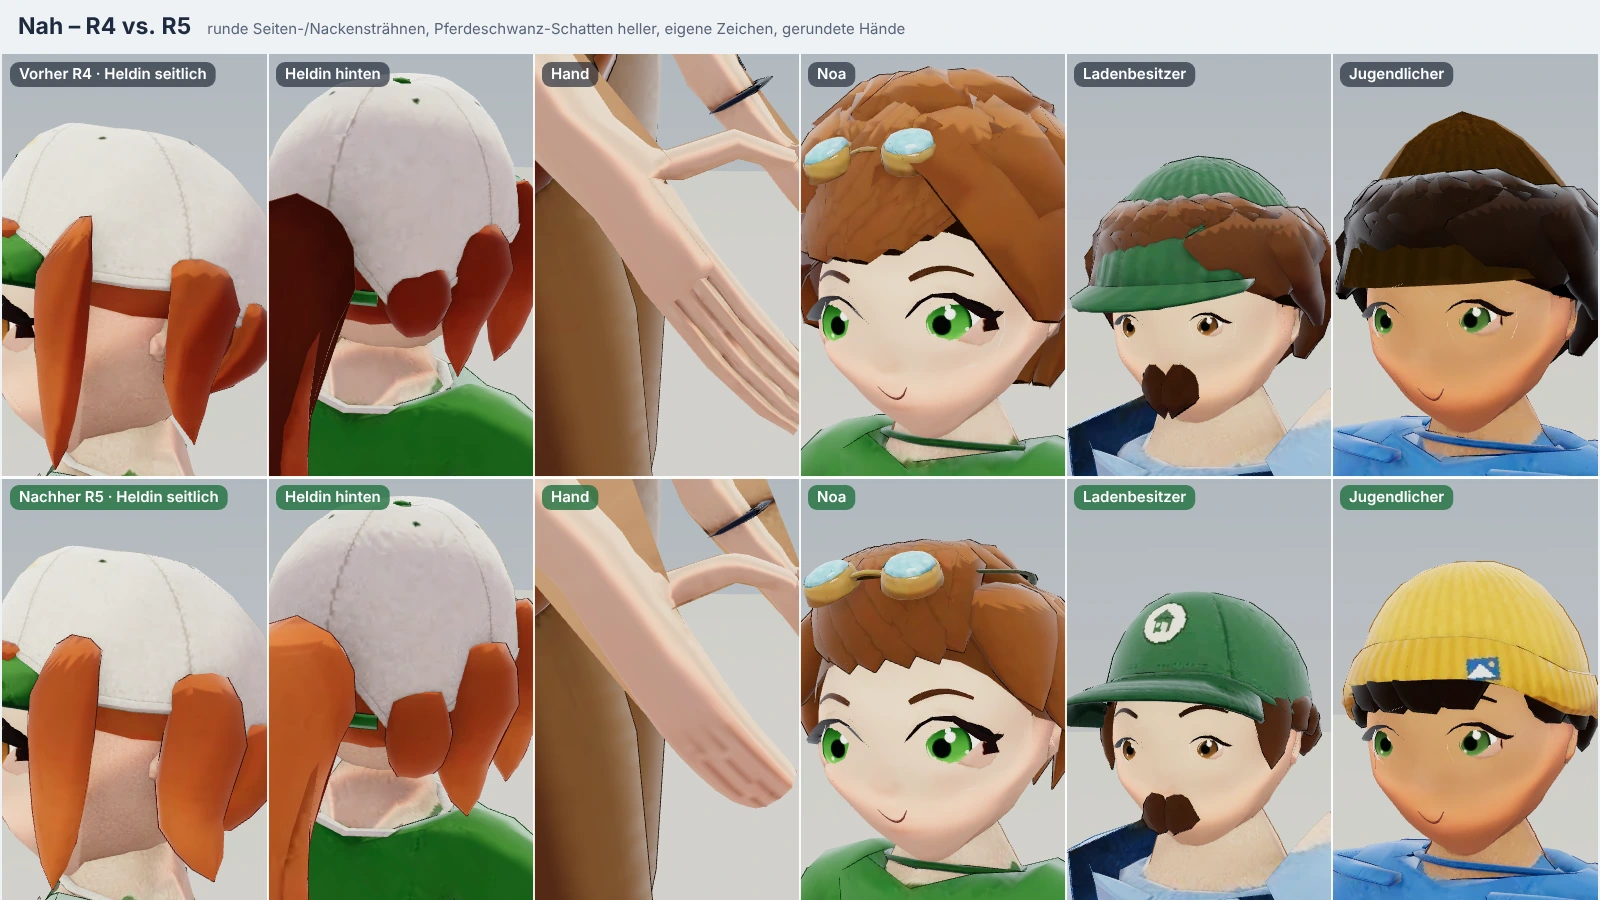 Nah – R4 vs. R5 runde Seiten-/Nackensträhnen, Pferdeschwanz-Schatten heller, eigene Zeichen, gerundete Hände
Vorher R4 · Heldin seitlich
Heldin hinten
Hand
Noa
Ladenbesitzer
Jugendlicher
Nachher R5 · Heldin seitlich
Heldin hinten
Hand
Noa
Ladenbesitzer
Jugendlicher